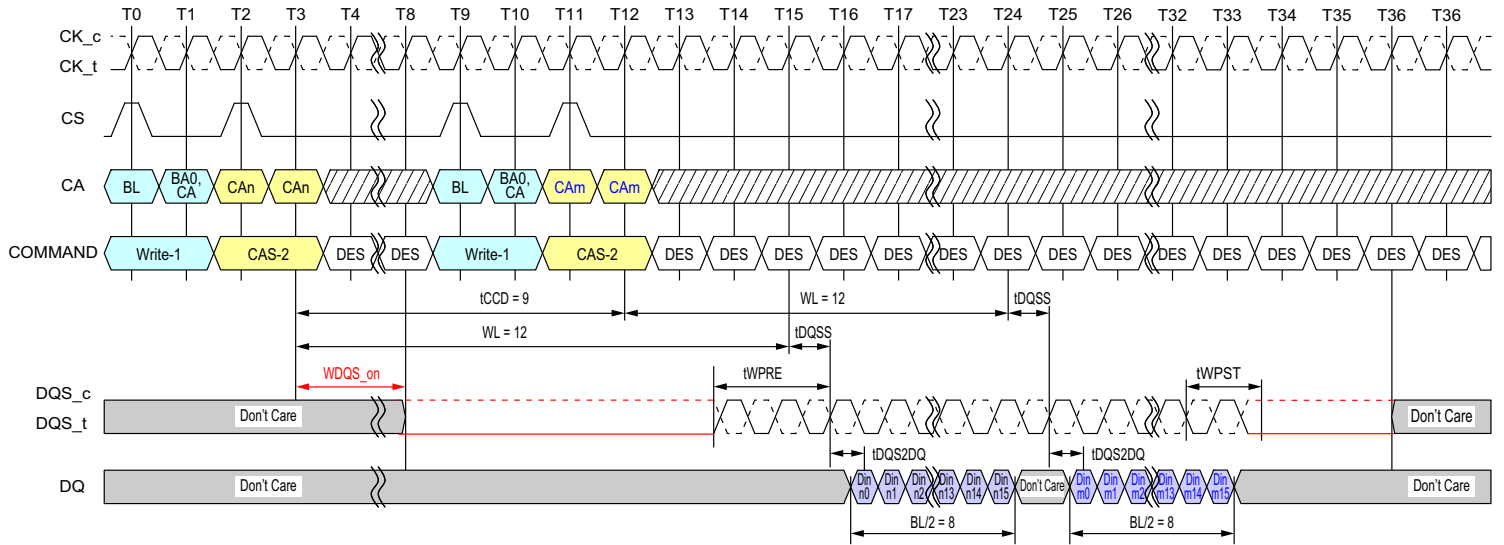 T0 T1 T2 T3 T4 T8 T9 T10 T11 T12 T13 T14 T15 T16 T17 T23 T24 T25 T26 T32 T33 T34 T35 T36 T36
CK_c
CK_t
CS
CA BL BA0, CA CAn CAn BL BA0, CA CAm CAm
COMMAND Write-1 CAS-2 DES DES Write-1 CAS-2 DES DES DES DES DES DES DES DES DES DES DES DES DES DES DES
tCCD = 9 WL = 12 tDQSS
WL = 12 tDQSS
WDQS_on tWPRE tWPST
DQS_c
DQS_t Don't Care Don't Care
tDQS2DQ tDQS2DQ
DQ Don't Care Din n0 Din n1 Din n2 Din n13 Din n14 Din n15 Don't Care Din m0 Din m1 Din m2 Din m13 Din m14 Din m15 Don't Care
BL/2 = 8 BL/2 = 8